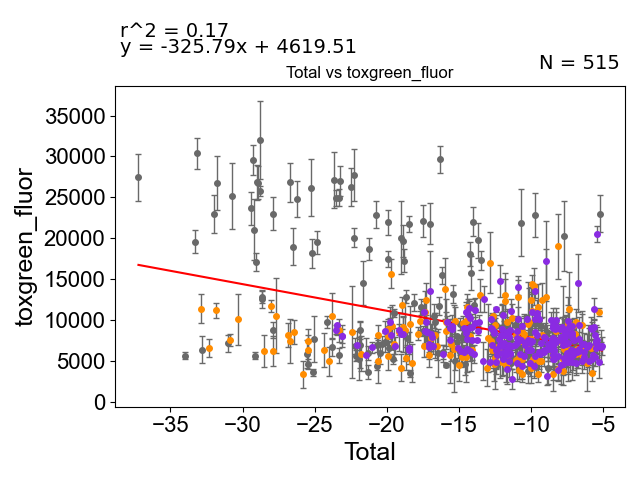 r^2 = 0.17
y = -325.79x + 4619.51
N = 515
Total vs toxgreen_fluor
35000
30000
25000
20000
15000
10000
5000
0
toxgreen_fluor
−35 −30 −25 −20 −15 −10 −5
Total